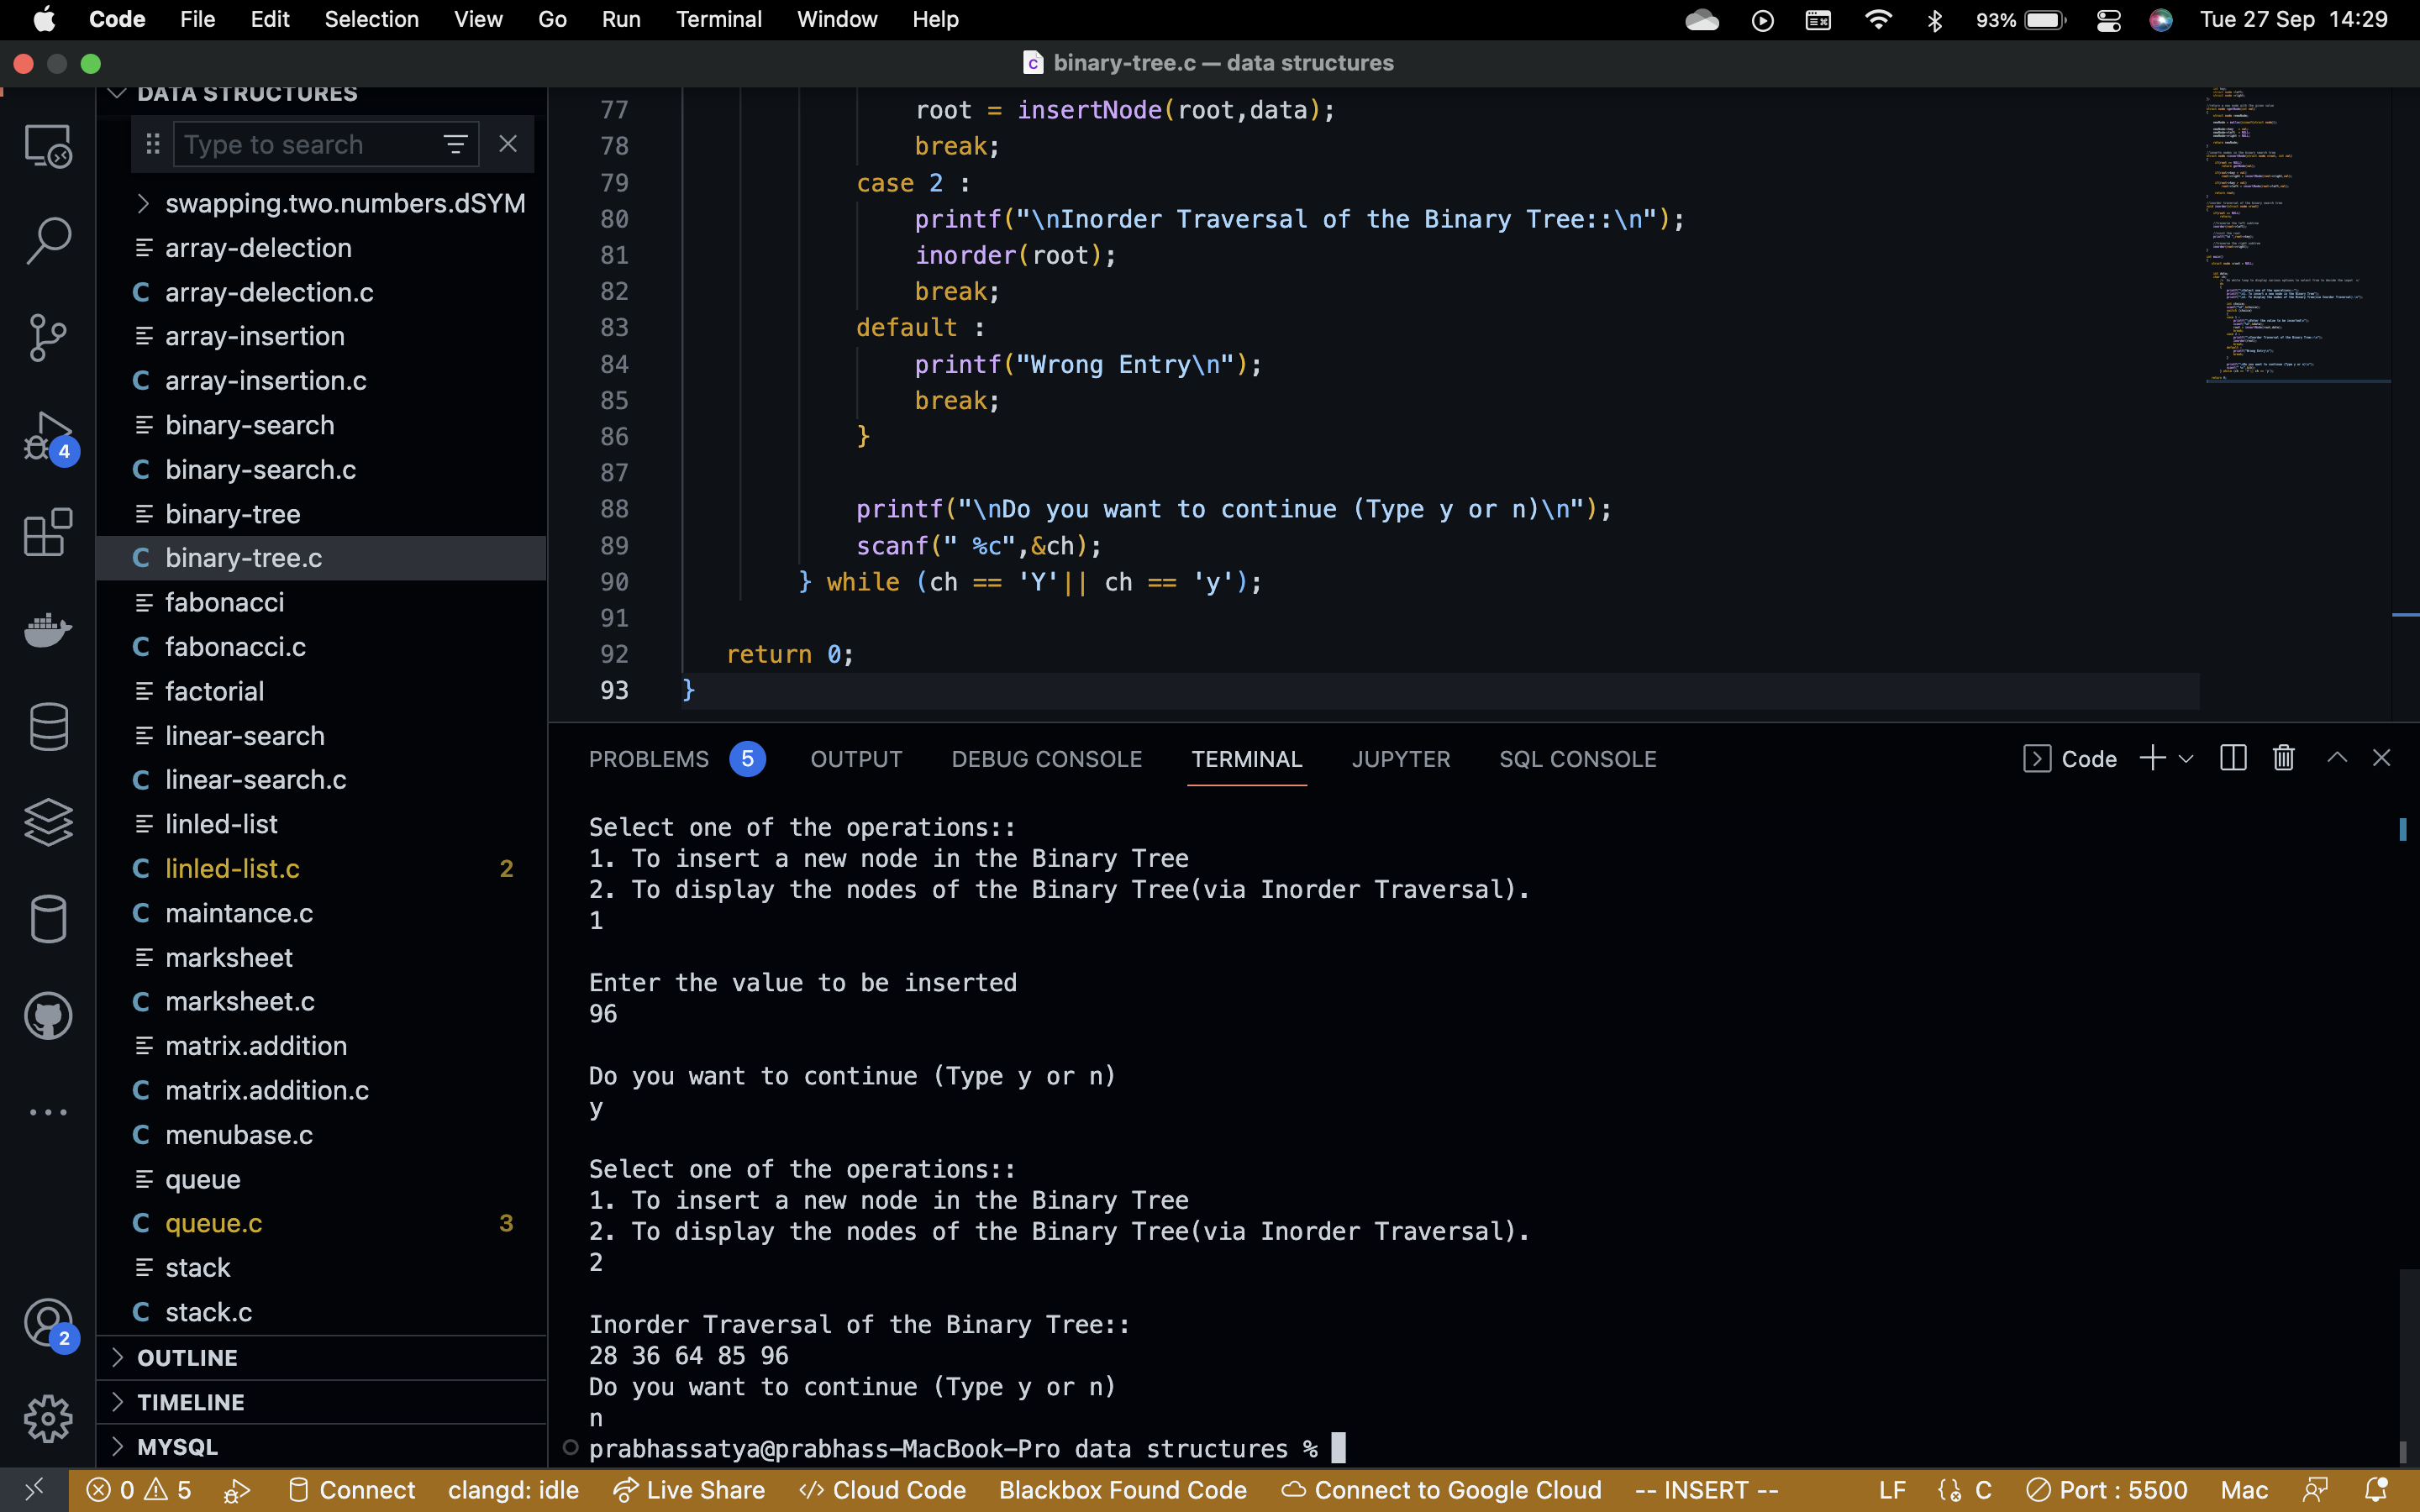 Code File Edit Selection View Go Run Terminal Window Help 93% Tue 27 Sep 14:29
binary-tree.c — data structures
DATA STRUCTURES
Type to search
swapping.two.numbers.dSYM
array-delection
array-delection.c
array-insertion
array-insertion.c
binary-search
binary-search.c
binary-tree
binary-tree.c
fabonacci
fabonacci.c
factorial
linear-search
linear-search.c
linled-list
linled-list.c 2
maintance.c
marksheet
marksheet.c
matrix.addition
matrix.addition.c
menubase.c
queue
queue.c 3
stack
stack.c
OUTLINE
TIMELINE
MYSQL
4
2
77 root = insertNode(root,data);
78 break;
79 case 2 :
80 printf("\nInorder Traversal of the Binary Tree::\n");
81 inorder(root);
82 break;
83 default :
84 printf("Wrong Entry\n");
85 break;
86 }
87
88 printf("\nDo you want to continue (Type y or n)\n");
89 scanf(" %c",&ch);
90 } while (ch == 'Y'|| ch == 'y');
91
92 return 0;
93 }
PROBLEMS 5 OUTPUT DEBUG CONSOLE TERMINAL JUPYTER SQL CONSOLE Code
Select one of the operations::
1. To insert a new node in the Binary Tree
2. To display the nodes of the Binary Tree(via Inorder Traversal).
1
Enter the value to be inserted
96
Do you want to continue (Type y or n)
y
Select one of the operations::
1. To insert a new node in the Binary Tree
2. To display the nodes of the Binary Tree(via Inorder Traversal).
2
Inorder Traversal of the Binary Tree::
28 36 64 85 96
Do you want to continue (Type y or n)
n
prabhassatya@prabhass-MacBook-Pro data structures %
0 5 Connect clangd: idle Live Share Cloud Code Blackbox Found Code Connect to Google Cloud -- INSERT -- LF C Port : 5500 Mac